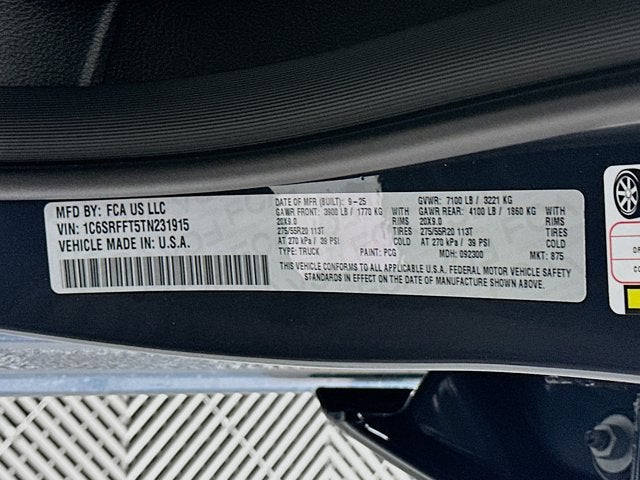 MFD BY: FCA US LLC
VIN: 1C6SRFFT5TN231915
VEHICLE MADE IN: U.S.A.
DATE OF MFR (BUILT): 9-25
GVWR: 7100 LB / 3221 KG
GAWR FRONT: 3900 LB / 1770 KG WITH
GAWR REAR: 4100 LB / 1860 KG WITH
20X9.0 RIMS
20X9.0 RIMS
275/55R20 113T TIRES
275/55R20 113T TIRES
AT 270 kPa / 39 PSI COLD
AT 270 kPa / 39 PSI COLD
TYPE: TRUCK PAINT: PCG MDH: 092300 MKT: 875
THIS VEHICLE CONFORMS TO ALL APPLICABLE U.S.A. FEDERAL MOTOR VEHICLE SAFETY
STANDARDS IN EFFECT ON THE DATE OF MANUFACTURE SHOWN ABOVE.